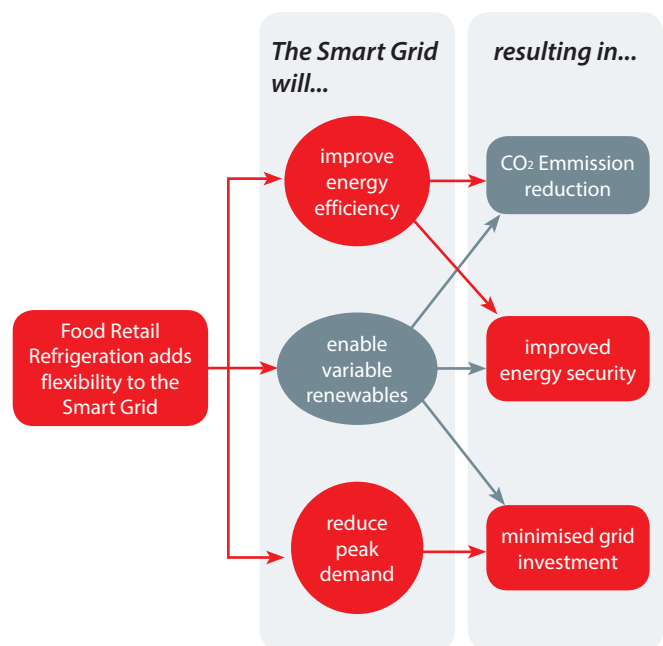 The Smart Grid
will...
resulting in...
improve
energy
efficiency
CO₂ Emmission
reduction
Food Retail
Refrigeration adds
flexibility to the
Smart Grid
enable
variable
renewables
improved
energy security
reduce
peak
demand
minimised grid
investment